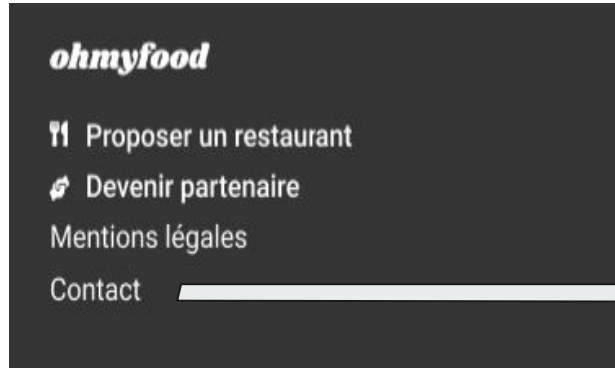 ohmyfood
Proposer un restaurant
Devenir partenaire
Mentions légales
Contact